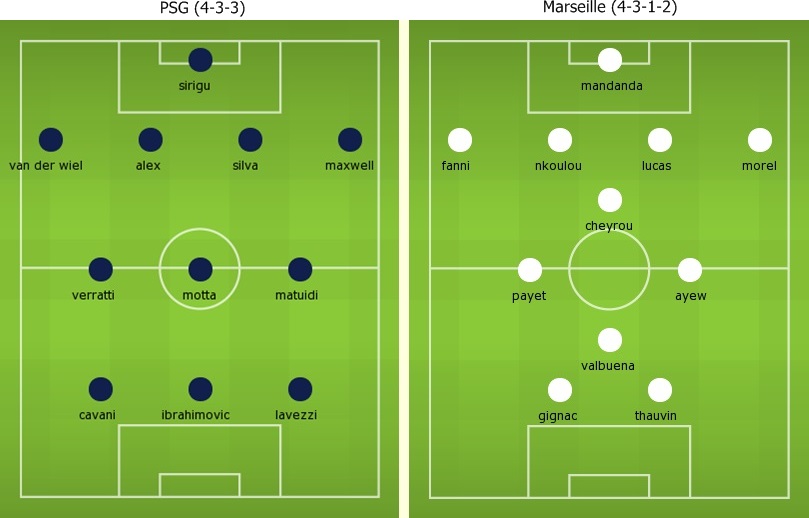 PSG (4-3-3)
sirigu
van der wiel
alex
silva
maxwell
verratti
motta
matuidi
cavani
ibrahimovic
lavezzi
Marseille (4-3-1-2)
mandanda
fanni
nkoulou
lucas
morel
cheyrou
payet
ayew
valbuena
gignac
thauvin